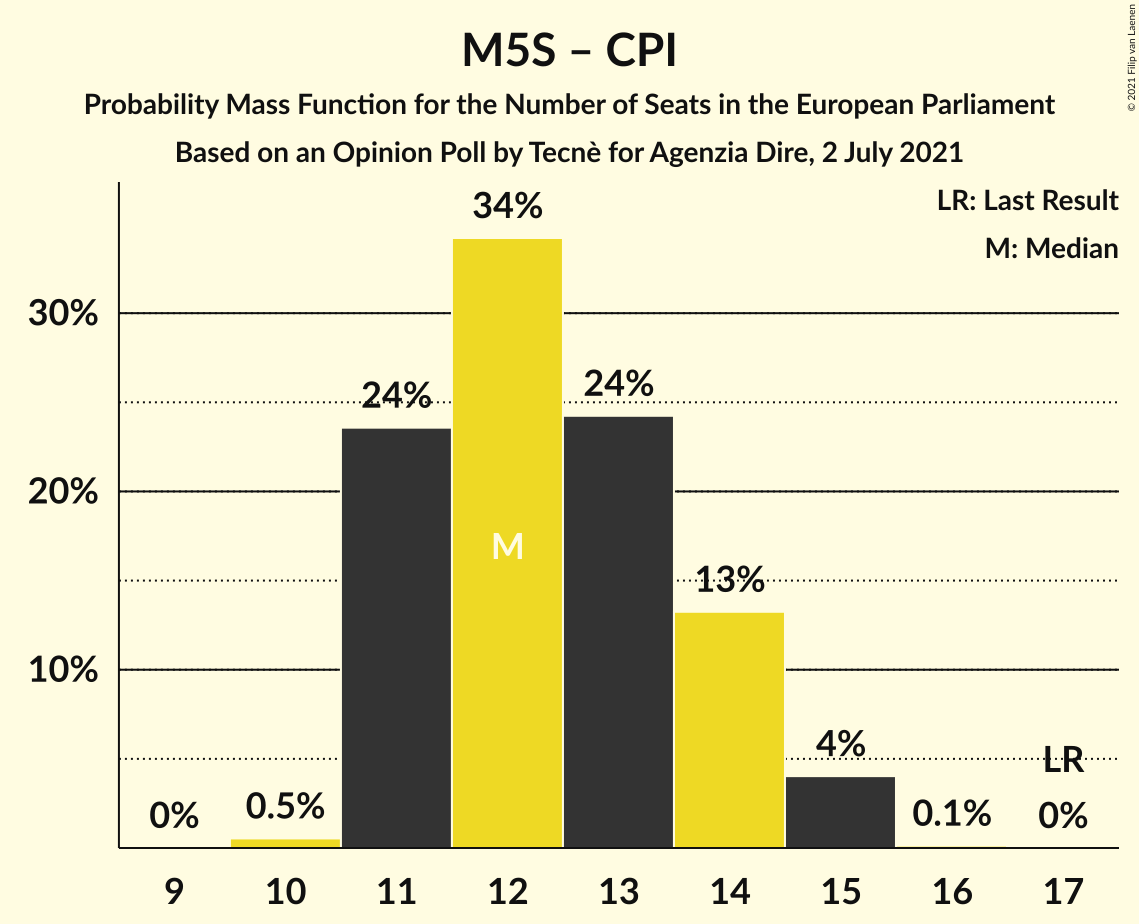 M5S – CPI
Probability Mass Function for the Number of Seats in the European Parliament
Based on an Opinion Poll by Tecnè for Agenzia Dire, 2 July 2021
© 2021 Filip van Laenen
LR: Last Result
M: Median
34%
30%
24%
24%
20%
M
13%
10%
4%
LR
0%
0.5%
0.1%
0%
9 10 11 12 13 14 15 16 17